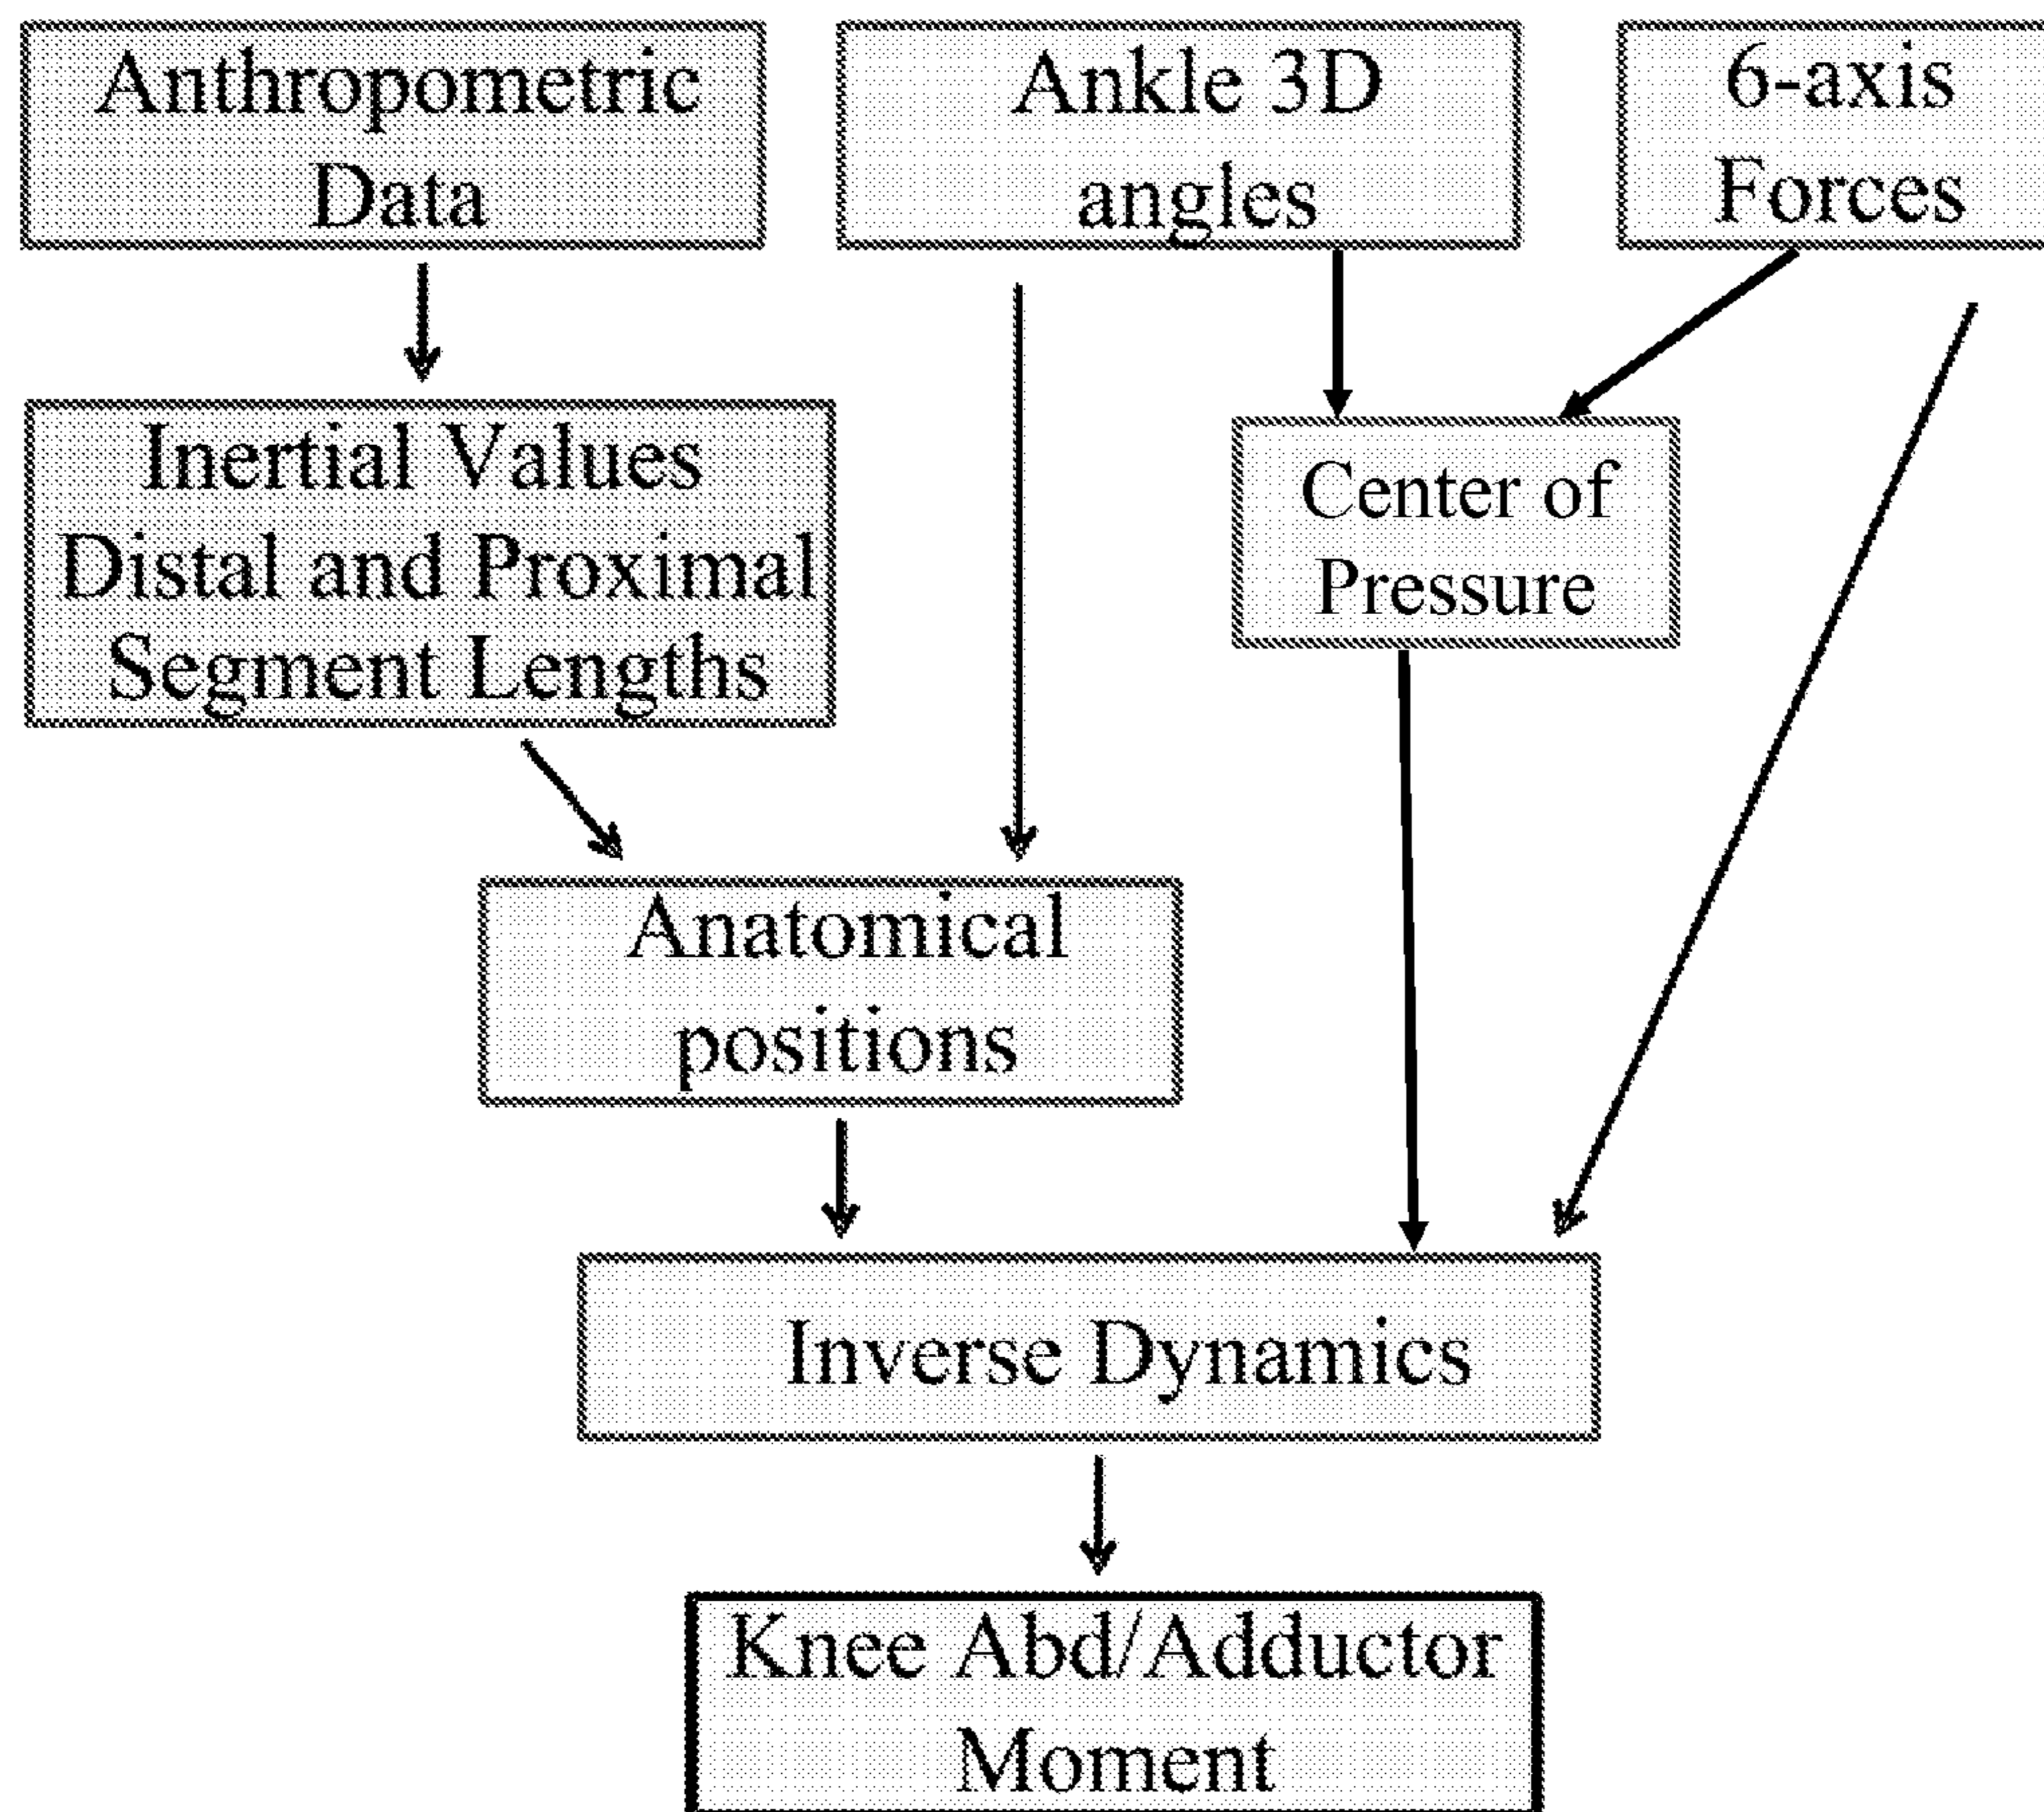 Anthropometric
Data
Ankle 3D
angles
6-axis
Forces
Inertial Values
Distal and Proximal
Segment Lengths
Center of
Pressure
Anatomical
positions
Inverse Dynamics
Knee Abd/Adductor
Moment